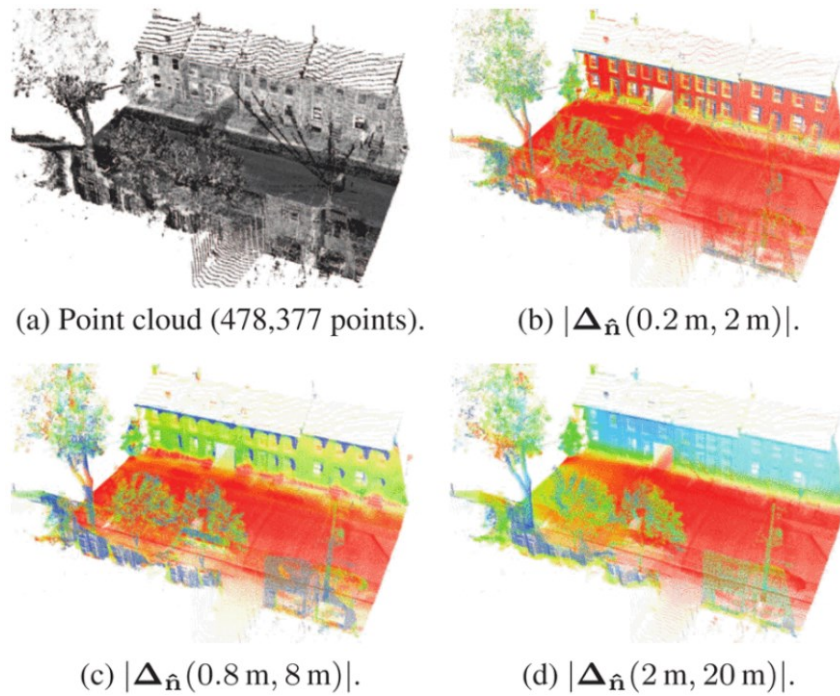 (a) Point cloud (478,377 points).
(b) |Δn̂(0.2 m, 2 m)|.
(c) |Δn̂(0.8 m, 8 m)|.
(d) |Δn̂(2 m, 20 m)|.